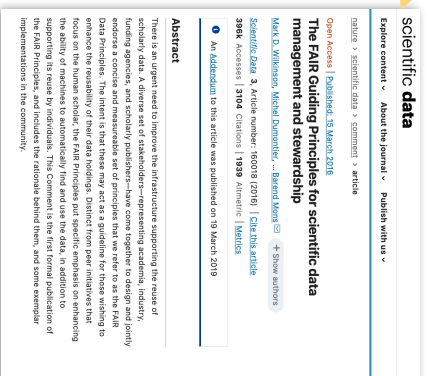 scientific data
Explore content About the journal Publish with us
nature > scientific data > comment > article
Open Access | Published: 15 March 2016
The FAIR Guiding Principles for scientific data
management and stewardship
Mark D. Wilkinson, Michel Dumontier, ... Barend Mons + Show authors
Scientific Data 3, Article number: 160018 (2016) | Cite this article
396k Accesses | 3104 Citations | 1939 Altmetric | Metrics
An Addendum to this article was published on 19 March 2019
Abstract
There is an urgent need to improve the infrastructure supporting the reuse of
scholarly data. A diverse set of stakeholders—representing academia, industry,
funding agencies, and scholarly publishers—have come together to design and jointly
endorse a concise and measureable set of principles that we refer to as the FAIR
Data Principles. The intent is that these may act as a guideline for those wishing to
enhance the reusability of their data holdings. Distinct from peer initiatives that
focus on the human scholar, the FAIR Principles put specific emphasis on enhancing
the ability of machines to automatically find and use the data, in addition to
supporting its reuse by individuals. This Comment is the first formal publication of
the FAIR Principles, and includes the rationale behind them, and some exemplar
implementations in the community.